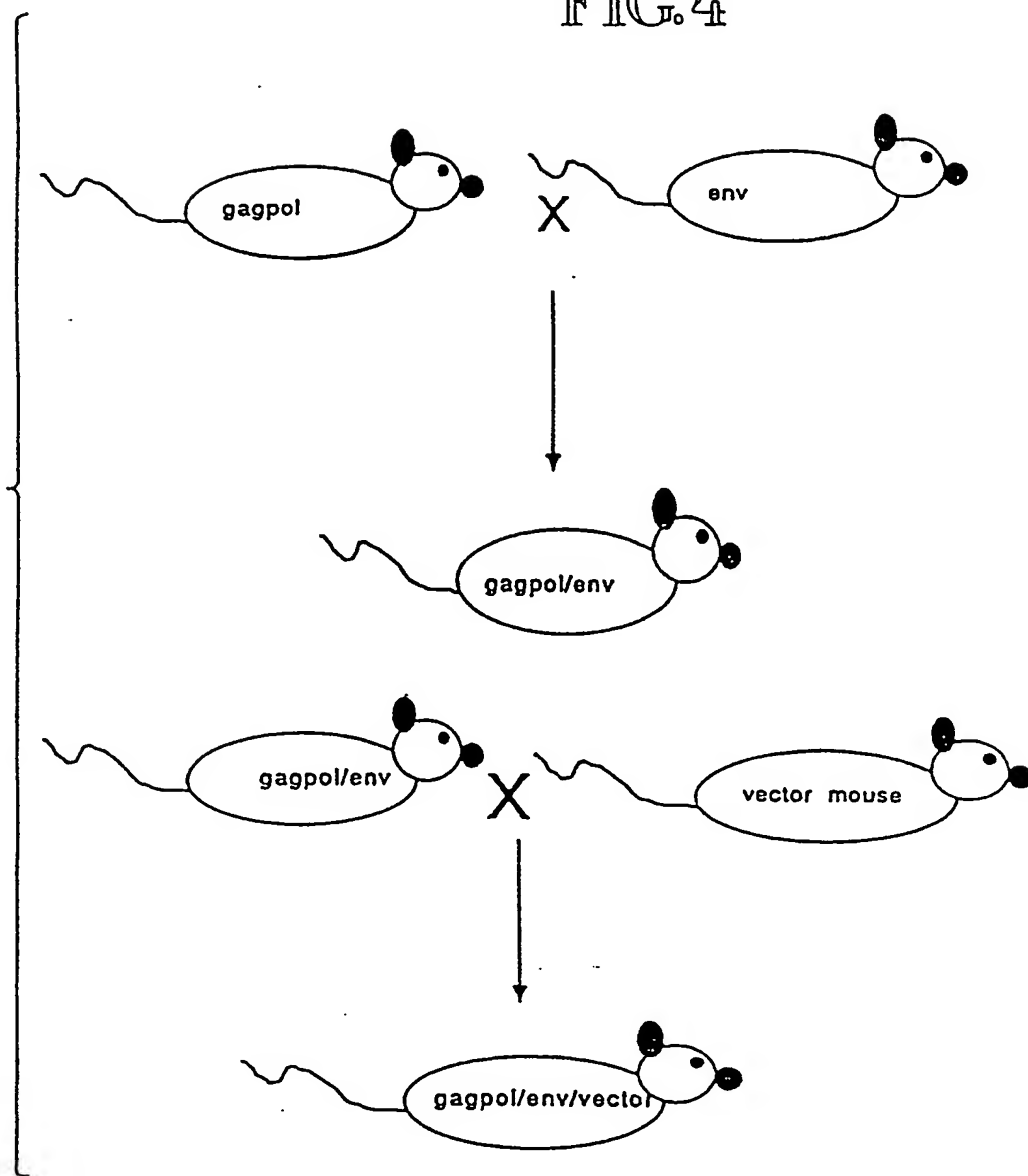 FIG. 4
gagpol
X
env
gagpol/env
gagpol/env
X
vector mouse
gagpol/env/vector